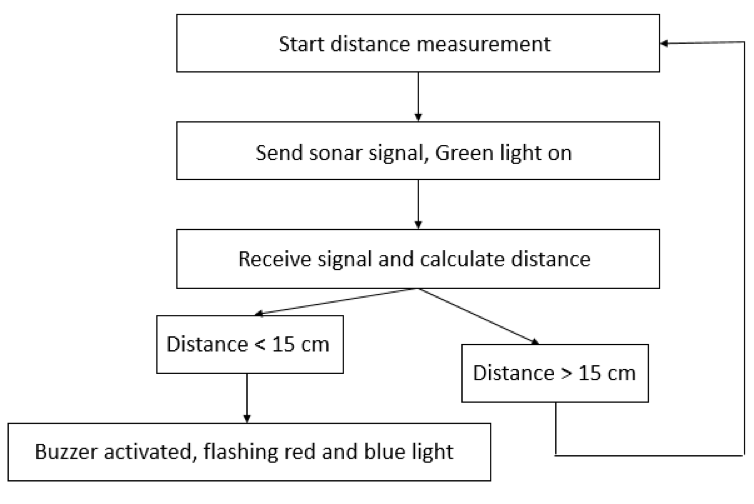 Start distance measurement
Send sonar signal, Green light on
Receive signal and calculate distance
Distance < 15 cm
Distance > 15 cm
Buzzer activated, flashing red and blue light